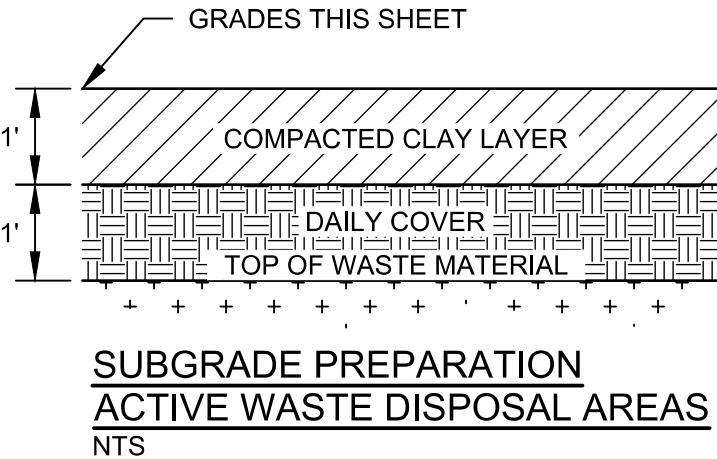 GRADES THIS SHEET
1'
COMPACTED CLAY LAYER
1'
DAILY COVER
TOP OF WASTE MATERIAL
SUBGRADE PREPARATION
ACTIVE WASTE DISPOSAL AREAS
NTS